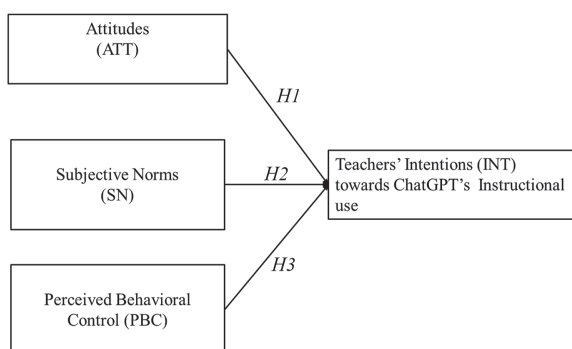 Attitudes
(ATT)
H1
Subjective Norms
(SN)
H2
Teachers' Intentions (INT)
towards ChatGPT's Instructional
use
H3
Perceived Behavioral
Control (PBC)